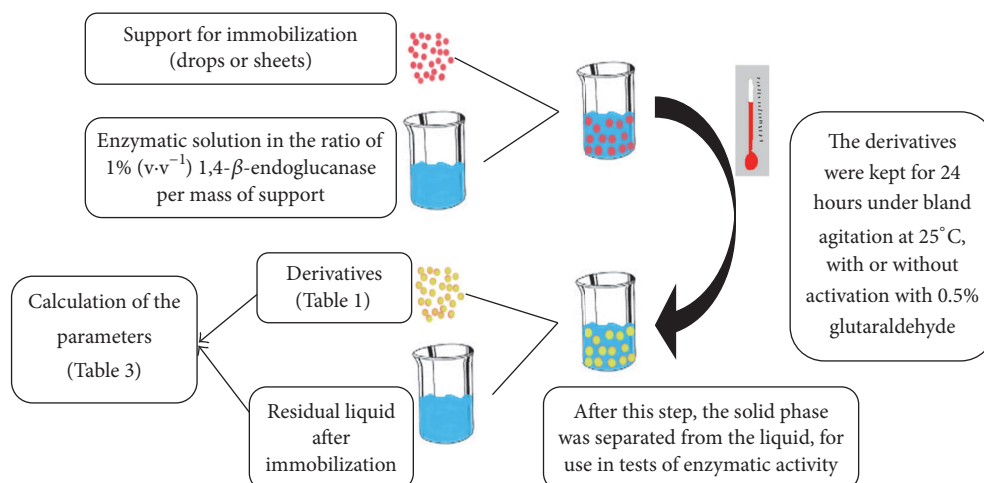 Support for immobilization
(drops or sheets)
Enzymatic solution in the ratio of
1% (v·v⁻¹) 1,4-β-endoglucanase
per mass of support
The derivatives
were kept for 24
hours under bland
agitation at 25°C,
with or without
activation with 0.5%
glutaraldehyde
Derivatives
(Table 1)
Calculation of the
parameters
(Table 3)
Residual liquid
after
immobilization
After this step, the solid phase
was separated from the liquid, for
use in tests of enzymatic activity